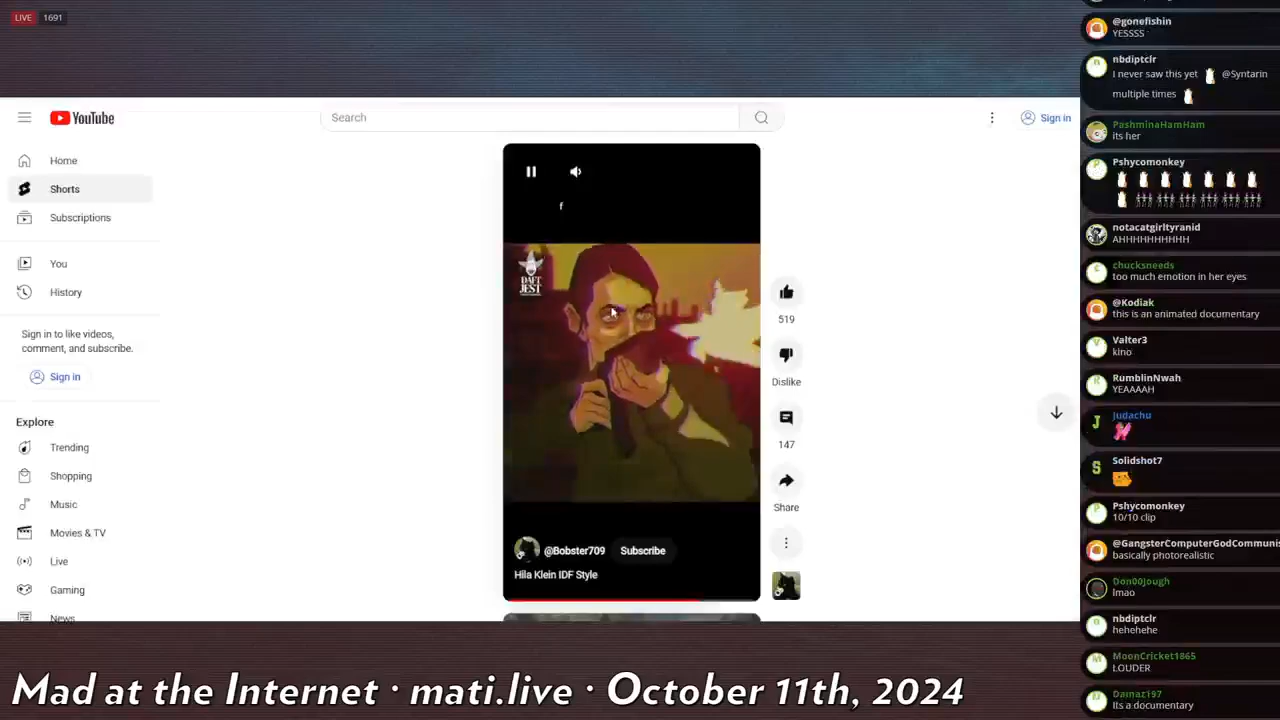 LIVE 1691
YouTube
Search
Sign in
Home
Shorts
Subscriptions
You
History
Sign in to like videos,
comment, and subscribe.
Sign in
Explore
Trending
Shopping
Music
Movies & TV
Live
Gaming
News
f
DAFT
JEST
@Bobster709 Subscribe
Hila Klein IDF Style
519
Dislike
147
Share
@gonefishin
YESSSS
nbdiptclr
I never saw this yet @Syntarin
multiple times
PashminaHamHam
its her
Pshycomonkey
notacatgirltyranid
AHHHHHHHHHH
chucksneeds
too much emotion in her eyes
@Kodiak
this is an animated documentary
Valter3
kino
RumblinNwah
YEAAAAH
Judachu
Solidshot7
Pshycomonkey
10/10 clip
@GangsterComputerGodCommunis
basically photorealistic
Don00Jough
lmao
nbdiptclr
hehehehe
MoonCricket1865
LOUDER
Damaz197
Its a documentary
Mad at the Internet · mati.live · October 11th, 2024